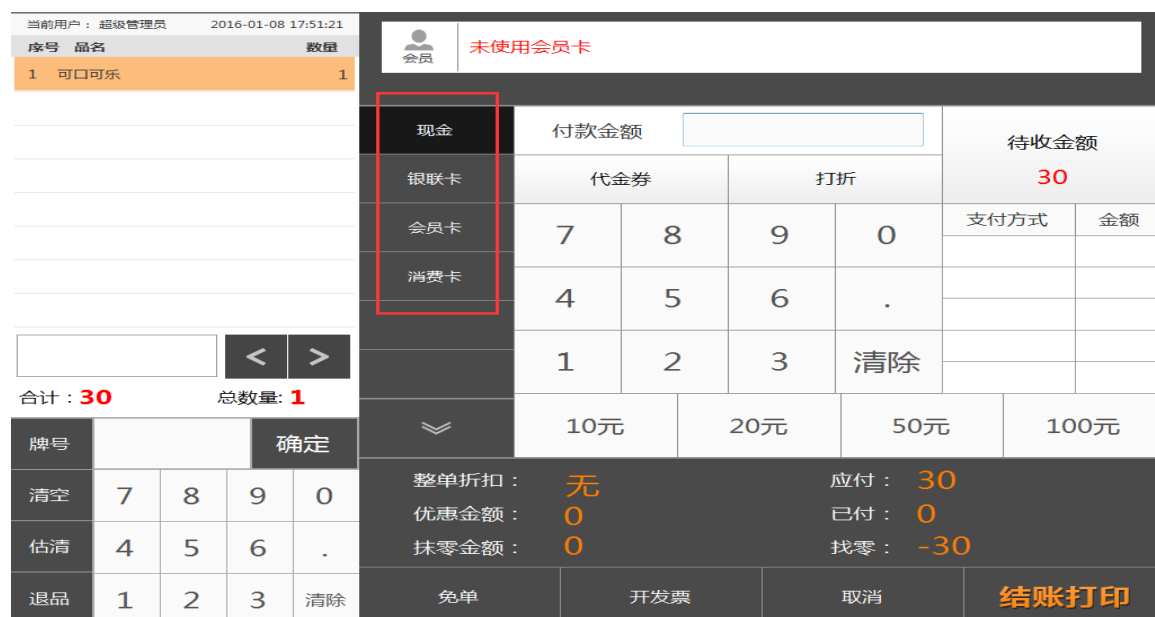 当前用户： 超级管理员 2016-01-08 17:51:21
序号 品名 数量
1 可口可乐 1
< >
合计：30 总数量: 1
牌号 确定
清空 7 8 9 0
估清 4 5 6 .
退品 1 2 3 清除
会员 未使用会员卡
现金
银联卡
会员卡
消费卡
付款金额
代金券 打折
7 8 9 0
4 5 6 .
1 2 3 清除
10元 20元 50元 100元
待收金额
30
支付方式 金额
整单折扣： 无 应付： 30
优惠金额： 0 已付： 0
抹零金额： 0 找零： -30
免单 开发票 取消 结账打印